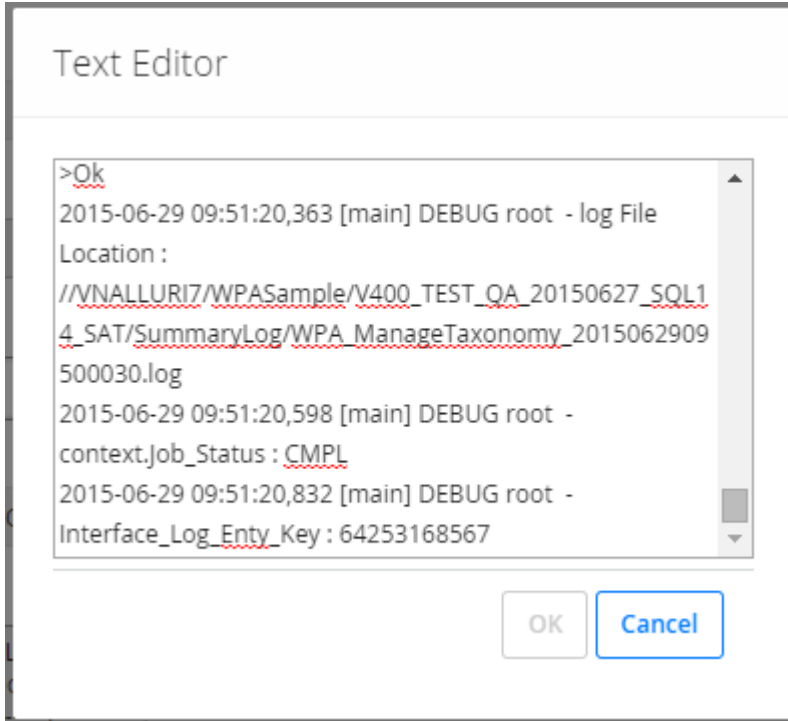 Text Editor
>Ok
2015-06-29 09:51:20,363 [main] DEBUG root  - log File
Location :
//VNALLURI7/WPASample/V400_TEST_QA_20150627_SQL1
4_SAT/SummaryLog/WPA_ManageTaxonomy_2015062909
500030.log
2015-06-29 09:51:20,598 [main] DEBUG root  -
context.Job_Status : CMPL
2015-06-29 09:51:20,832 [main] DEBUG root  -
Interface_Log_Enty_Key : 64253168567
OK
Cancel